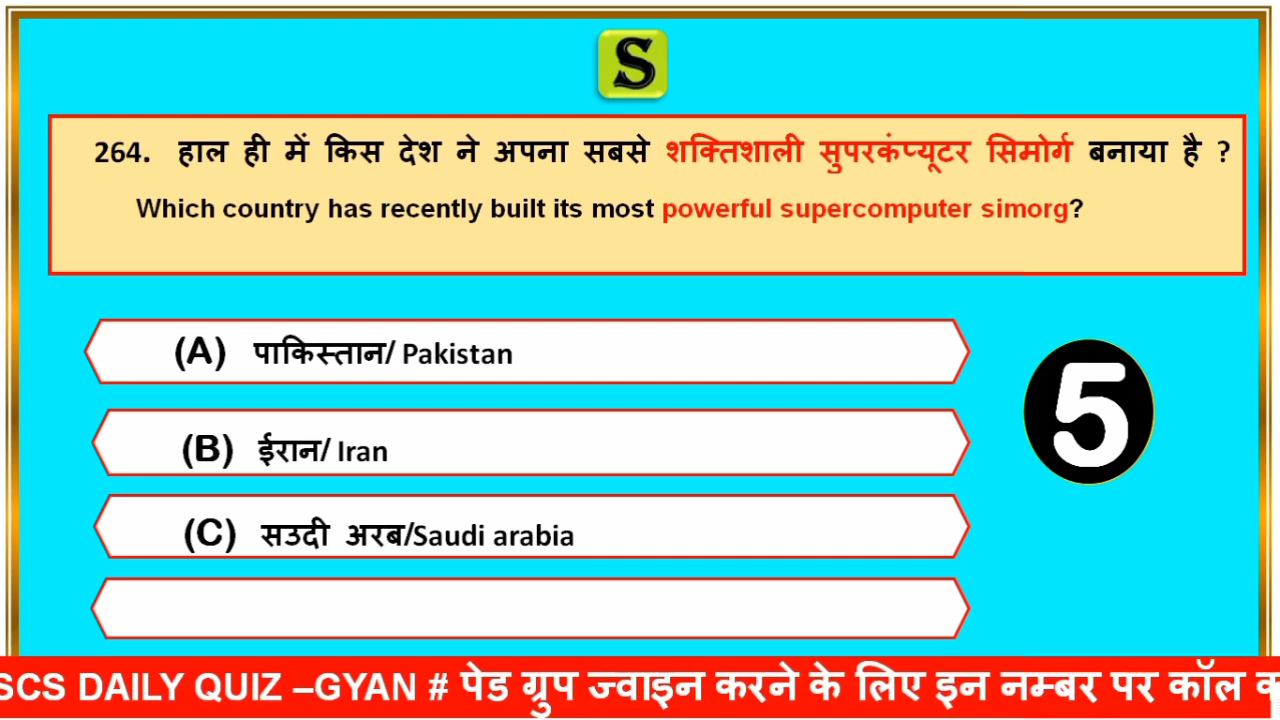 S
264. हाल ही में किस देश ने अपना सबसे शक्तिशाली सुपरकंप्यूटर सिमोर्ग बनाया है ?
Which country has recently built its most powerful supercomputer simorg?
(A) पाकिस्तान/ Pakistan
(B) ईरान/ Iran
(C) सउदी अरब/Saudi arabia
5
SCS DAILY QUIZ –GYAN # पेड ग्रुप ज्वाइन करने के लिए इन नम्बर पर कॉल